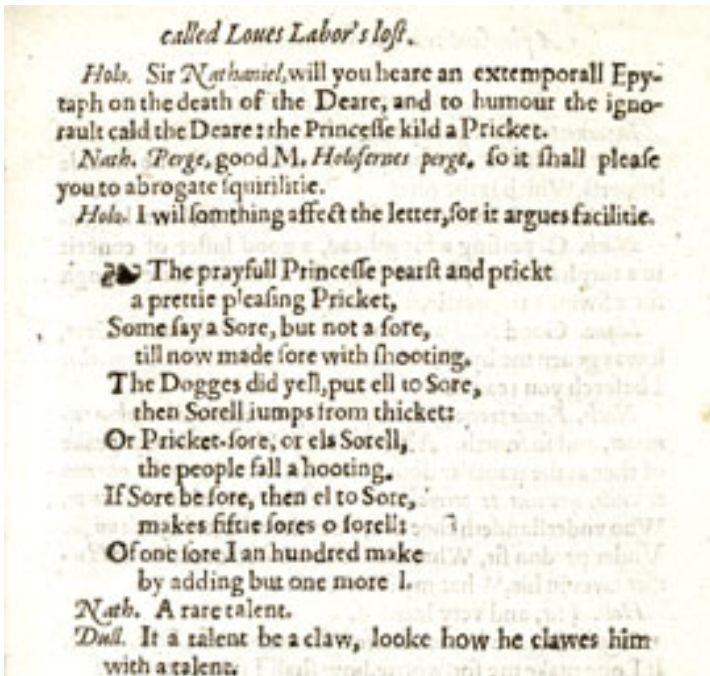 called Loues Labor's loſt.
Holo. Sir Nathaniel, will you heare an extemporall Epy-
taph on the death of the Deare, and to humour the igno-
rault cald the Deare: the Princeſſe kild a Pricket.
Nath. Perge, good M. Holofernes perge, ſo it ſhall pleaſe
you to abrogate ſquirilitie.
Holo. I wil ſomthing affect the letter, for it argues facilitie.
The prayfull Princeſſe pearſt and prickt
a prettie pleaſing Pricket,
Some ſay a Sore, but not a ſore,
till now made ſore with ſhooting.
The Dogges did yell, put ell to Sore,
then Sorell iumps from thicket:
Or Pricket-ſore, or els Sorell,
the people fall a hooting.
If Sore be ſore, then el to Sore,
makes fiftie ſores o ſorell:
Of one ſore I an hundred make
by adding but one more l.
Nath. A rare talent.
Dull. If a talent be a claw, looke how he clawes him
with a talent.